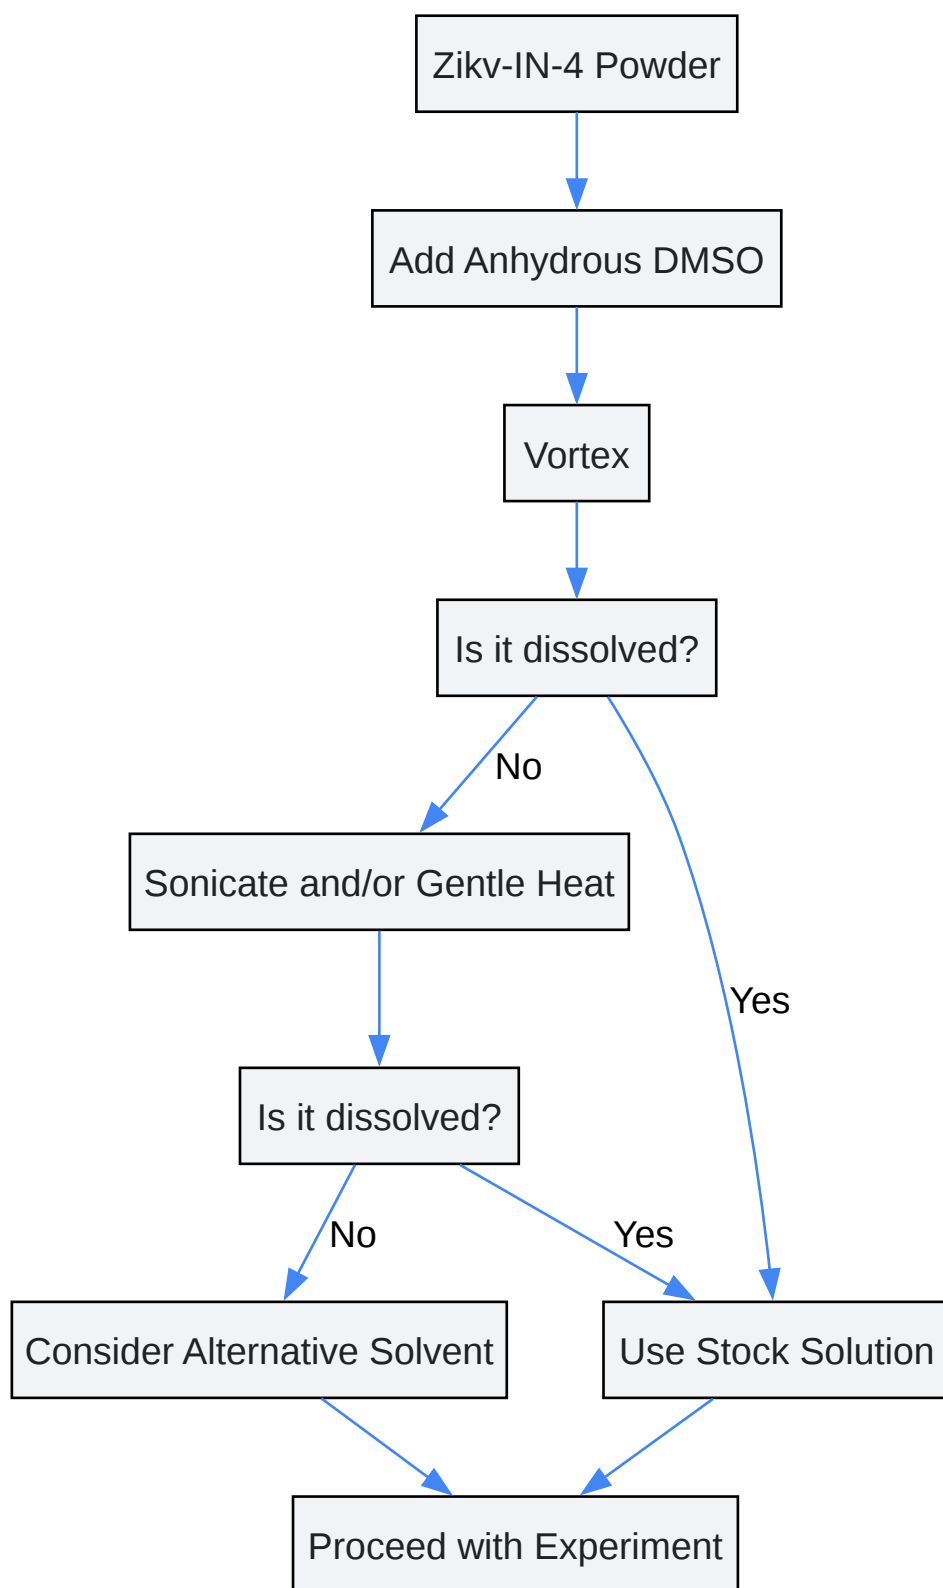 Zikv-IN-4 Powder
Add Anhydrous DMSO
Vortex
Is it dissolved?
No
Sonicate and/or Gentle Heat
Yes
Is it dissolved?
No
Yes
Consider Alternative Solvent
Use Stock Solution
Proceed with Experiment